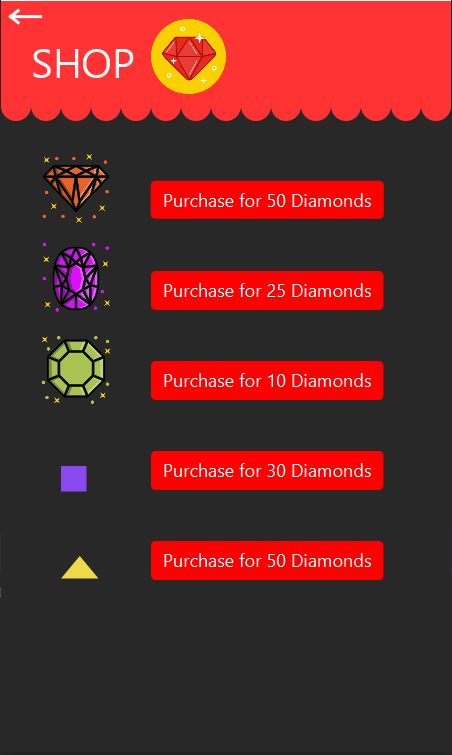 SHOP
Purchase for 50 Diamonds
Purchase for 25 Diamonds
Purchase for 10 Diamonds
Purchase for 30 Diamonds
Purchase for 50 Diamonds